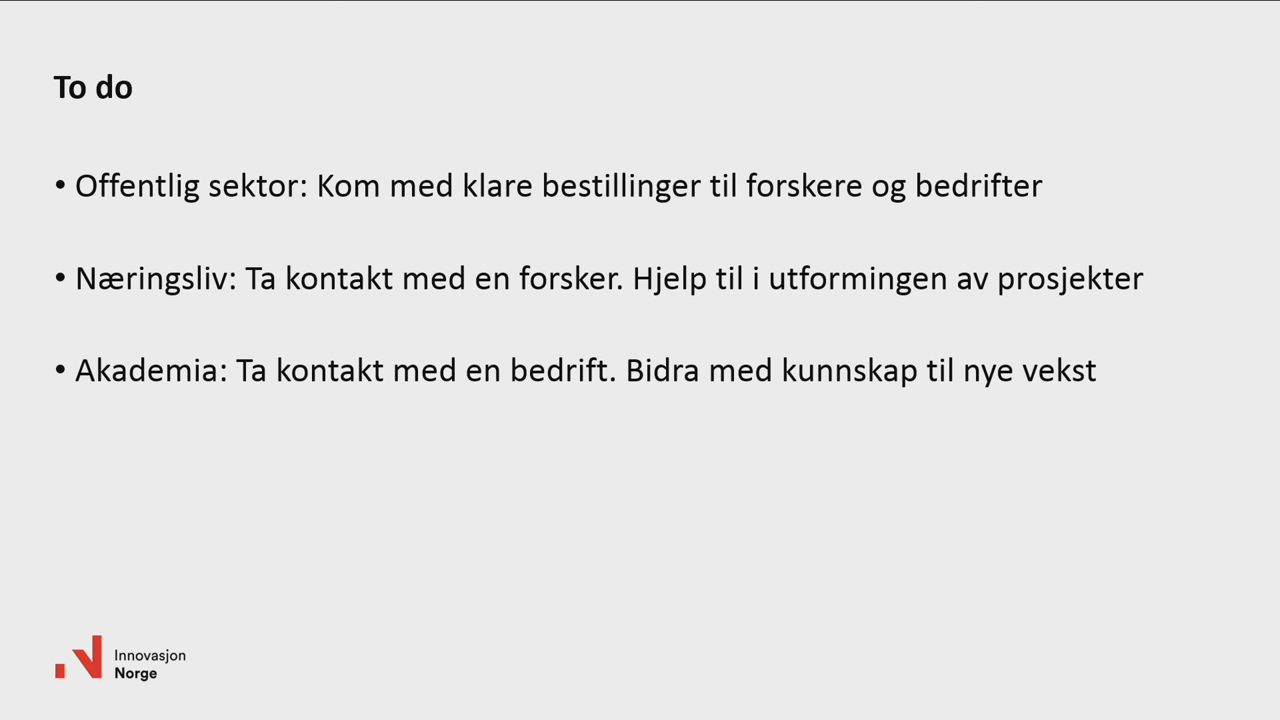 To do
• Offentlig sektor: Kom med klare bestillinger til forskere og bedrifter
• Næringsliv: Ta kontakt med en forsker. Hjelp til i utformingen av prosjekter
• Akademia: Ta kontakt med en bedrift. Bidra med kunnskap til nye vekst
Innovasjon
Norge